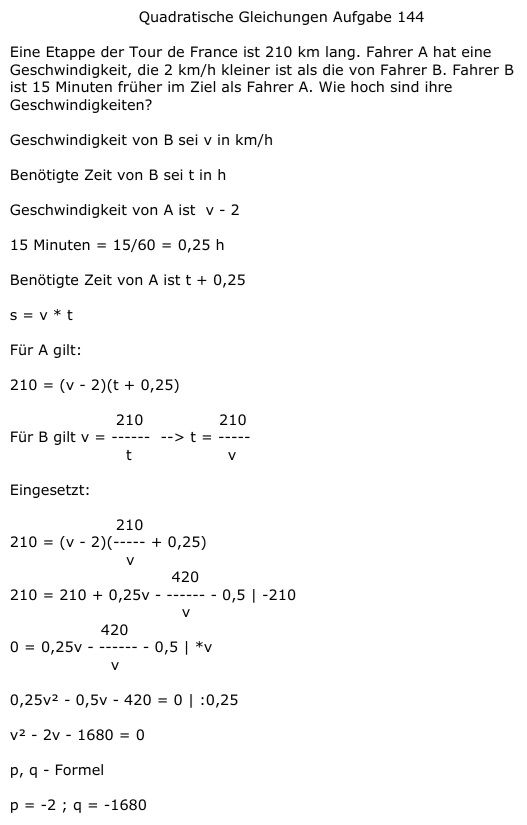 Quadratische Gleichungen Aufgabe 144
Eine Etappe der Tour de France ist 210 km lang. Fahrer A hat eine
Geschwindigkeit, die 2 km/h kleiner ist als die von Fahrer B. Fahrer B
ist 15 Minuten früher im Ziel als Fahrer A. Wie hoch sind ihre
Geschwindigkeiten?
Geschwindigkeit von B sei v in km/h
Benötigte Zeit von B sei t in h
Geschwindigkeit von A ist  v - 2
15 Minuten = 15/60 = 0,25 h
Benötigte Zeit von A ist t + 0,25
s = v * t
Für A gilt:
210 = (v - 2)(t + 0,25)
210 210
Für B gilt v = ------  --> t = -----
t v
Eingesetzt:
210
210 = (v - 2)(----- + 0,25)
v
420
210 = 210 + 0,25v - ------ - 0,5 | -210
v
420
0 = 0,25v - ------ - 0,5 | *v
v
0,25v² - 0,5v - 420 = 0 | :0,25
v² - 2v - 1680 = 0
p, q - Formel
p = -2 ; q = -1680